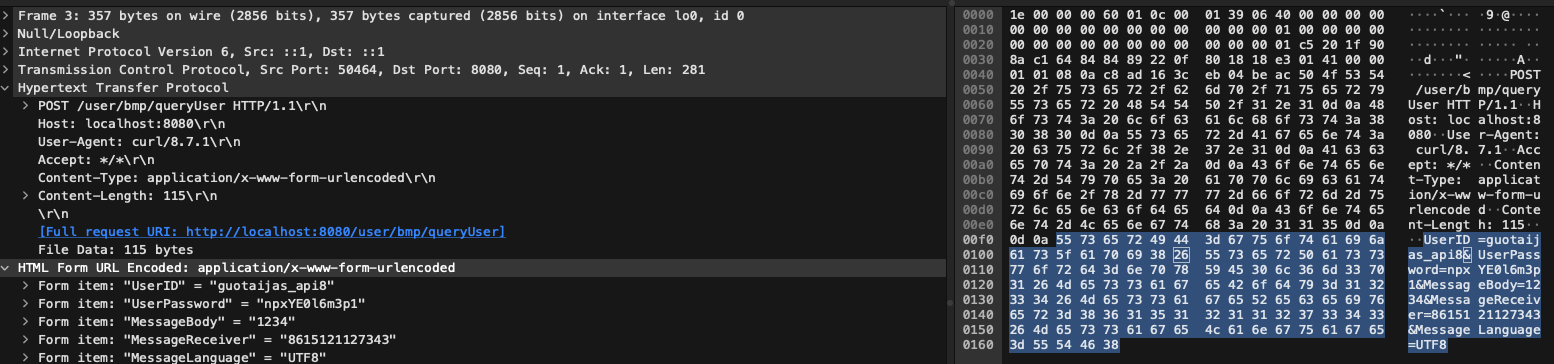 Frame 3: 357 bytes on wire (2856 bits), 357 bytes captured (2856 bits) on interface lo0, id 0
Null/Loopback
Internet Protocol Version 6, Src: ::1, Dst: ::1
Transmission Control Protocol, Src Port: 50464, Dst Port: 8080, Seq: 1, Ack: 1, Len: 281
Hypertext Transfer Protocol
POST /user/bmp/queryUser HTTP/1.1\r\n
Host: localhost:8080\r\n
User-Agent: curl/8.7.1\r\n
Accept: */*\r\n
Content-Type: application/x-www-form-urlencoded\r\n
Content-Length: 115\r\n
\r\n
[Full request URI: http://localhost:8080/user/bmp/queryUser]
File Data: 115 bytes
HTML Form URL Encoded: application/x-www-form-urlencoded
Form item: "UserID" = "guotaijas_api8"
Form item: "UserPassword" = "npxYE0l6m3p1"
Form item: "MessageBody" = "1234"
Form item: "MessageReceiver" = "8615121127343"
Form item: "MessageLanguage" = "UTF8"
0000 1e 00 00 00 60 01 0c 00 01 39 06 40 00 00 00 00 ····`··· ·9·@····
0010 00 00 00 00 00 00 00 00 00 00 00 01 00 00 00 00 ········ ········
0020 00 00 00 00 00 00 00 00 00 00 00 01 c5 20 1f 90 ········ ····· ··
0030 8a c1 64 84 84 89 22 0f 80 18 18 e3 01 41 00 00 ··d···"· ·····A··
0040 01 01 08 0a c8 ad 16 3c eb 04 be ac 50 4f 53 54 ·······< ····POST
0050 20 2f 75 73 65 72 2f 62 6d 70 2f 71 75 65 72 79 /user/b mp/query
0060 55 73 65 72 20 48 54 54 50 2f 31 2e 31 0d 0a 48 User HTT P/1.1··H
0070 6f 73 74 3a 20 6c 6f 63 61 6c 68 6f 73 74 3a 38 ost: loc alhost:8
0080 30 38 30 0d 0a 55 73 65 72 2d 41 67 65 6e 74 3a 080··Use r-Agent:
0090 20 63 75 72 6c 2f 38 2e 37 2e 31 0d 0a 41 63 63 curl/8. 7.1··Acc
00a0 65 70 74 3a 20 2a 2f 2a 0d 0a 43 6f 6e 74 65 6e ept: */* ··Conten
00b0 74 2d 54 79 70 65 3a 20 61 70 70 6c 69 63 61 74 t-Type: applicat
00c0 69 6f 6e 2f 78 2d 77 77 77 2d 66 6f 72 6d 2d 75 ion/x-ww w-form-u
00d0 72 6c 65 6e 63 6f 64 65 64 0d 0a 43 6f 6e 74 65 rlencode d··Conte
00e0 6e 74 2d 4c 65 6e 67 74 68 3a 20 31 31 35 0d 0a nt-Lengt h: 115··
00f0 0d 0a 55 73 65 72 49 44 3d 67 75 6f 74 61 69 6a ··UserID =guotaij
0100 61 73 5f 61 70 69 38 26 55 73 65 72 50 61 73 73 as_api8& UserPass
0110 77 6f 72 64 3d 6e 70 78 59 45 30 6c 36 6d 33 70 word=npx YE0l6m3p
0120 31 26 4d 65 73 73 61 67 65 42 6f 64 79 3d 31 32 1&Messag eBody=12
0130 33 34 26 4d 65 73 73 61 67 65 52 65 63 65 69 76 34&Messa geReceiv
0140 65 72 3d 38 36 31 35 31 32 31 31 32 37 33 34 33 er=86151 21127343
0150 26 4d 65 73 73 61 67 65 4c 61 6e 67 75 61 67 65 &Message Language
0160 3d 55 54 46 38 =UTF8